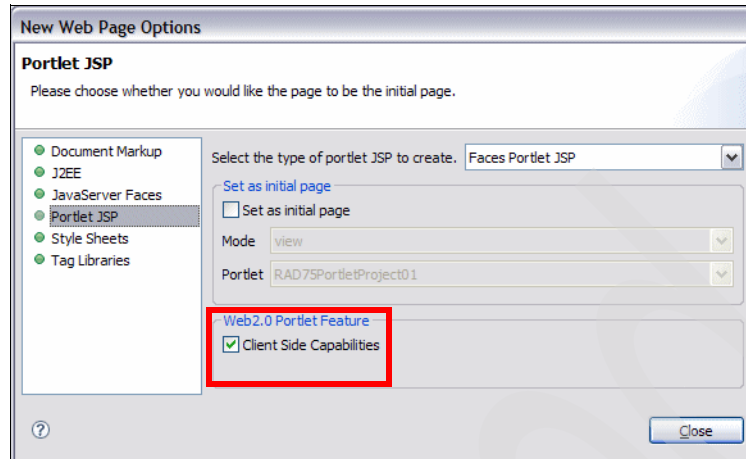 New Web Page Options
Portlet JSP
Please choose whether you would like the page to be the initial page.
Document Markup
J2EE
JavaServer Faces
Portlet JSP
Style Sheets
Tag Libraries
Select the type of portlet JSP to create. Faces Portlet JSP
Set as initial page
Set as initial page
Mode view
Portlet RAD75PortletProject01
Web2.0 Portlet Feature
Client Side Capabilities
?
Close